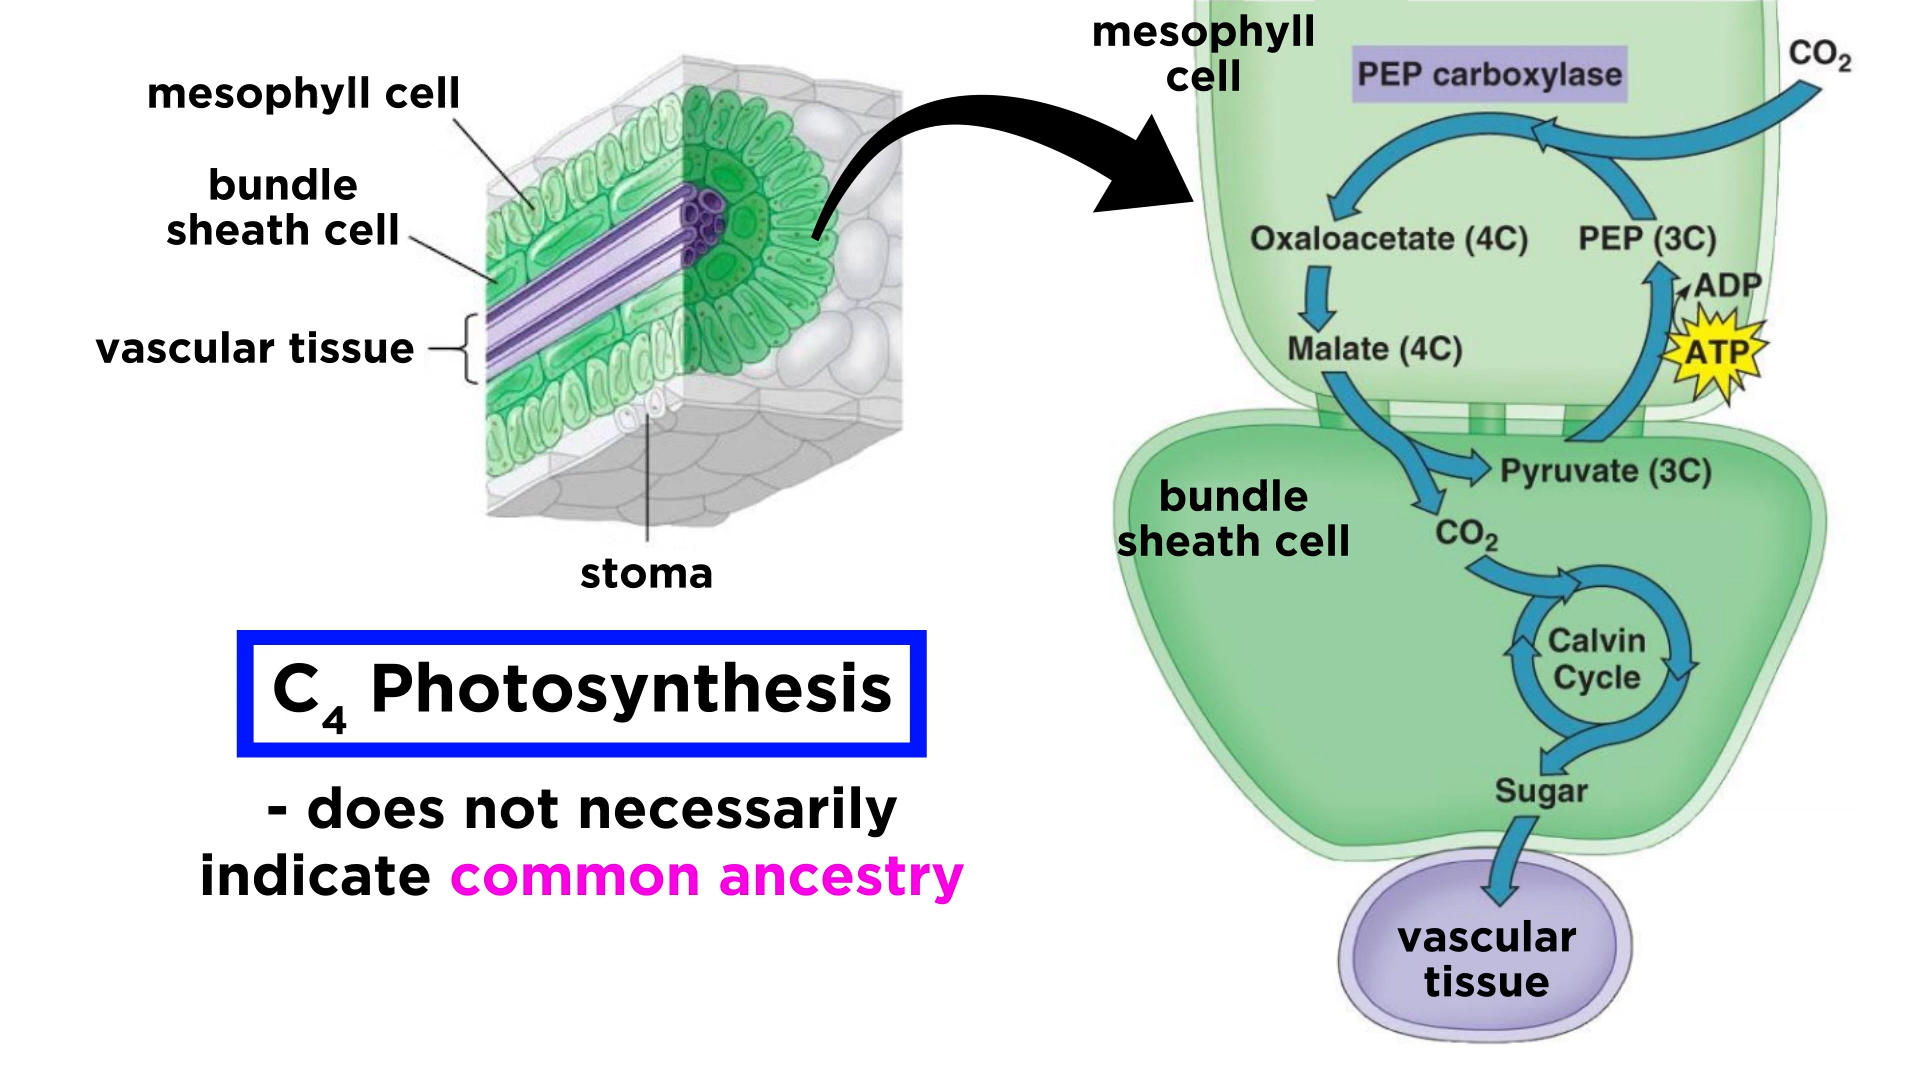 mesophyll cell
bundle
sheath cell
vascular tissue
stoma
C₄ Photosynthesis
- does not necessarily
indicate common ancestry
mesophyll
cell
PEP carboxylase
CO₂
Oxaloacetate (4C)
PEP (3C)
ADP
ATP
Malate (4C)
Pyruvate (3C)
bundle
sheath cell
CO₂
Calvin
Cycle
Sugar
vascular
tissue